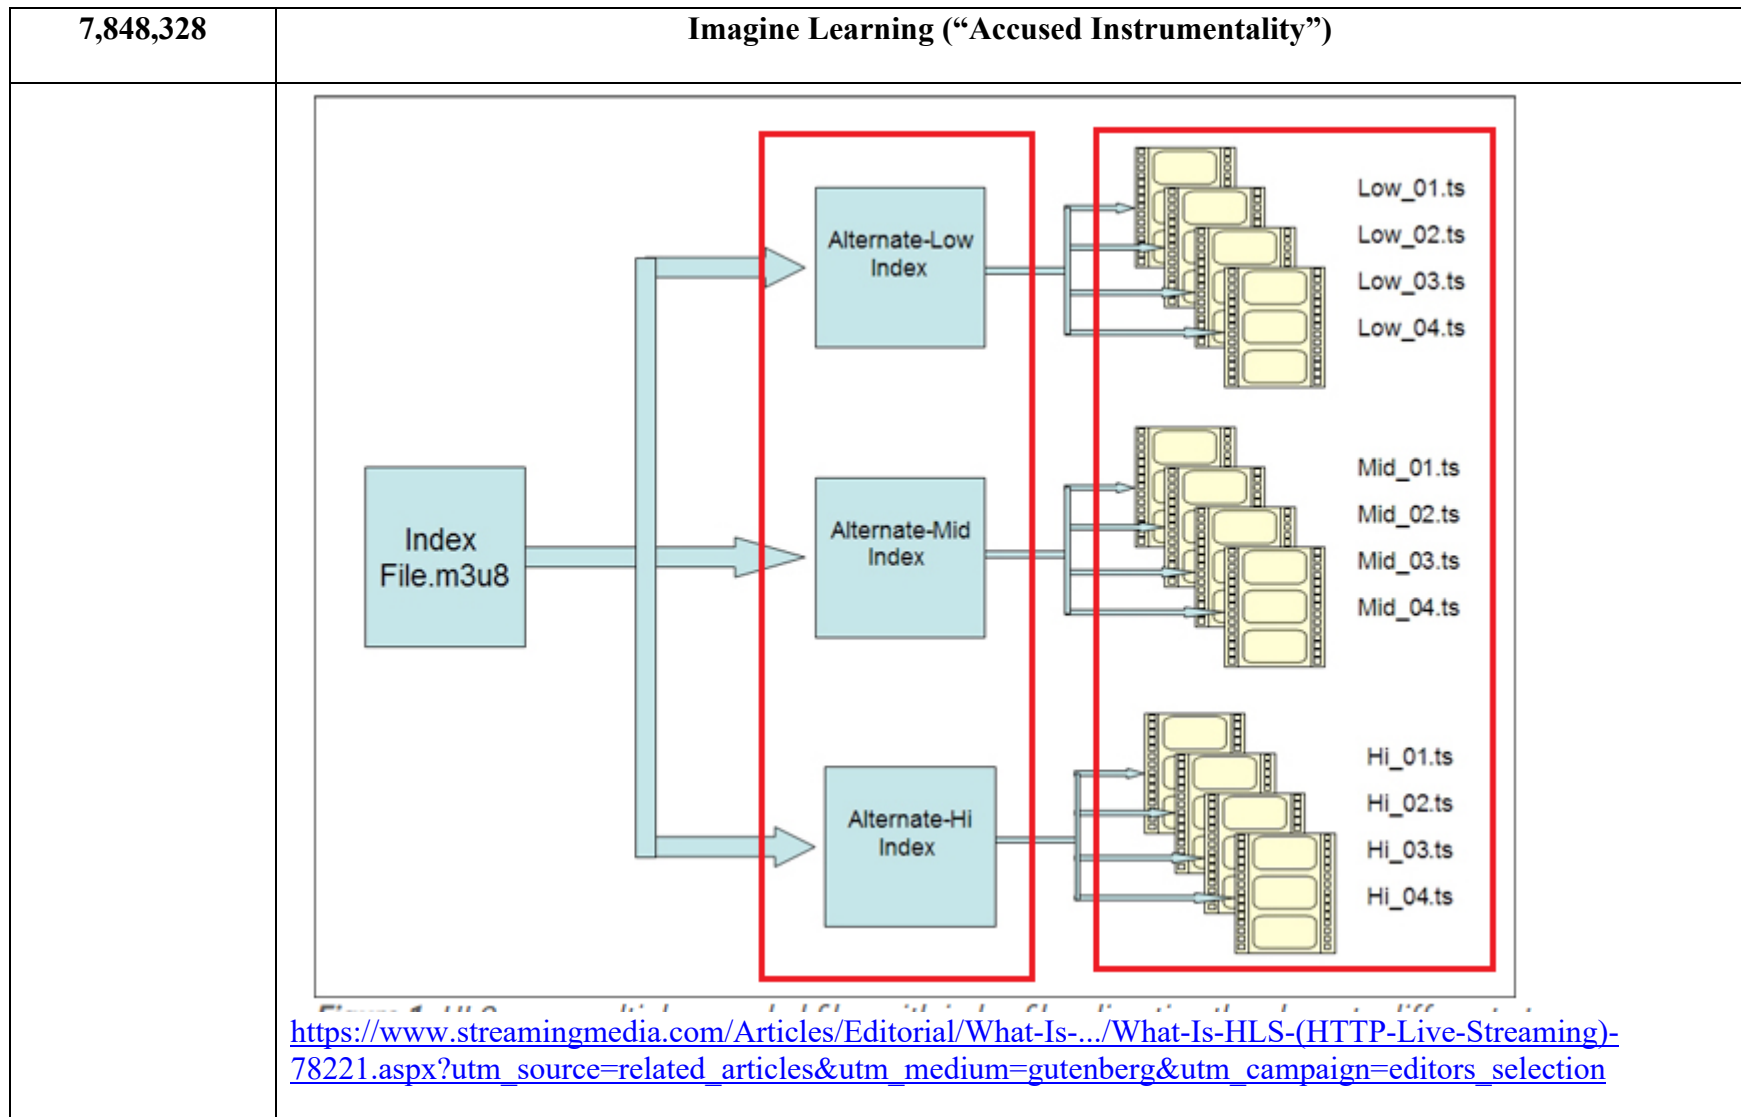 7,848,328
Imagine Learning (“Accused Instrumentality”)
Index
File.m3u8
Alternate-Low
Index
Low_01.ts
Low_02.ts
Low_03.ts
Low_04.ts
Alternate-Mid
Index
Mid_01.ts
Mid_02.ts
Mid_03.ts
Mid_04.ts
Alternate-Hi
Index
Hi_01.ts
Hi_02.ts
Hi_03.ts
Hi_04.ts
https://www.streamingmedia.com/Articles/Editorial/What-Is-.../What-Is-HLS-(HTTP-Live-Streaming)-
78221.aspx?utm_source=related_articles&utm_medium=gutenberg&utm_campaign=editors_selection